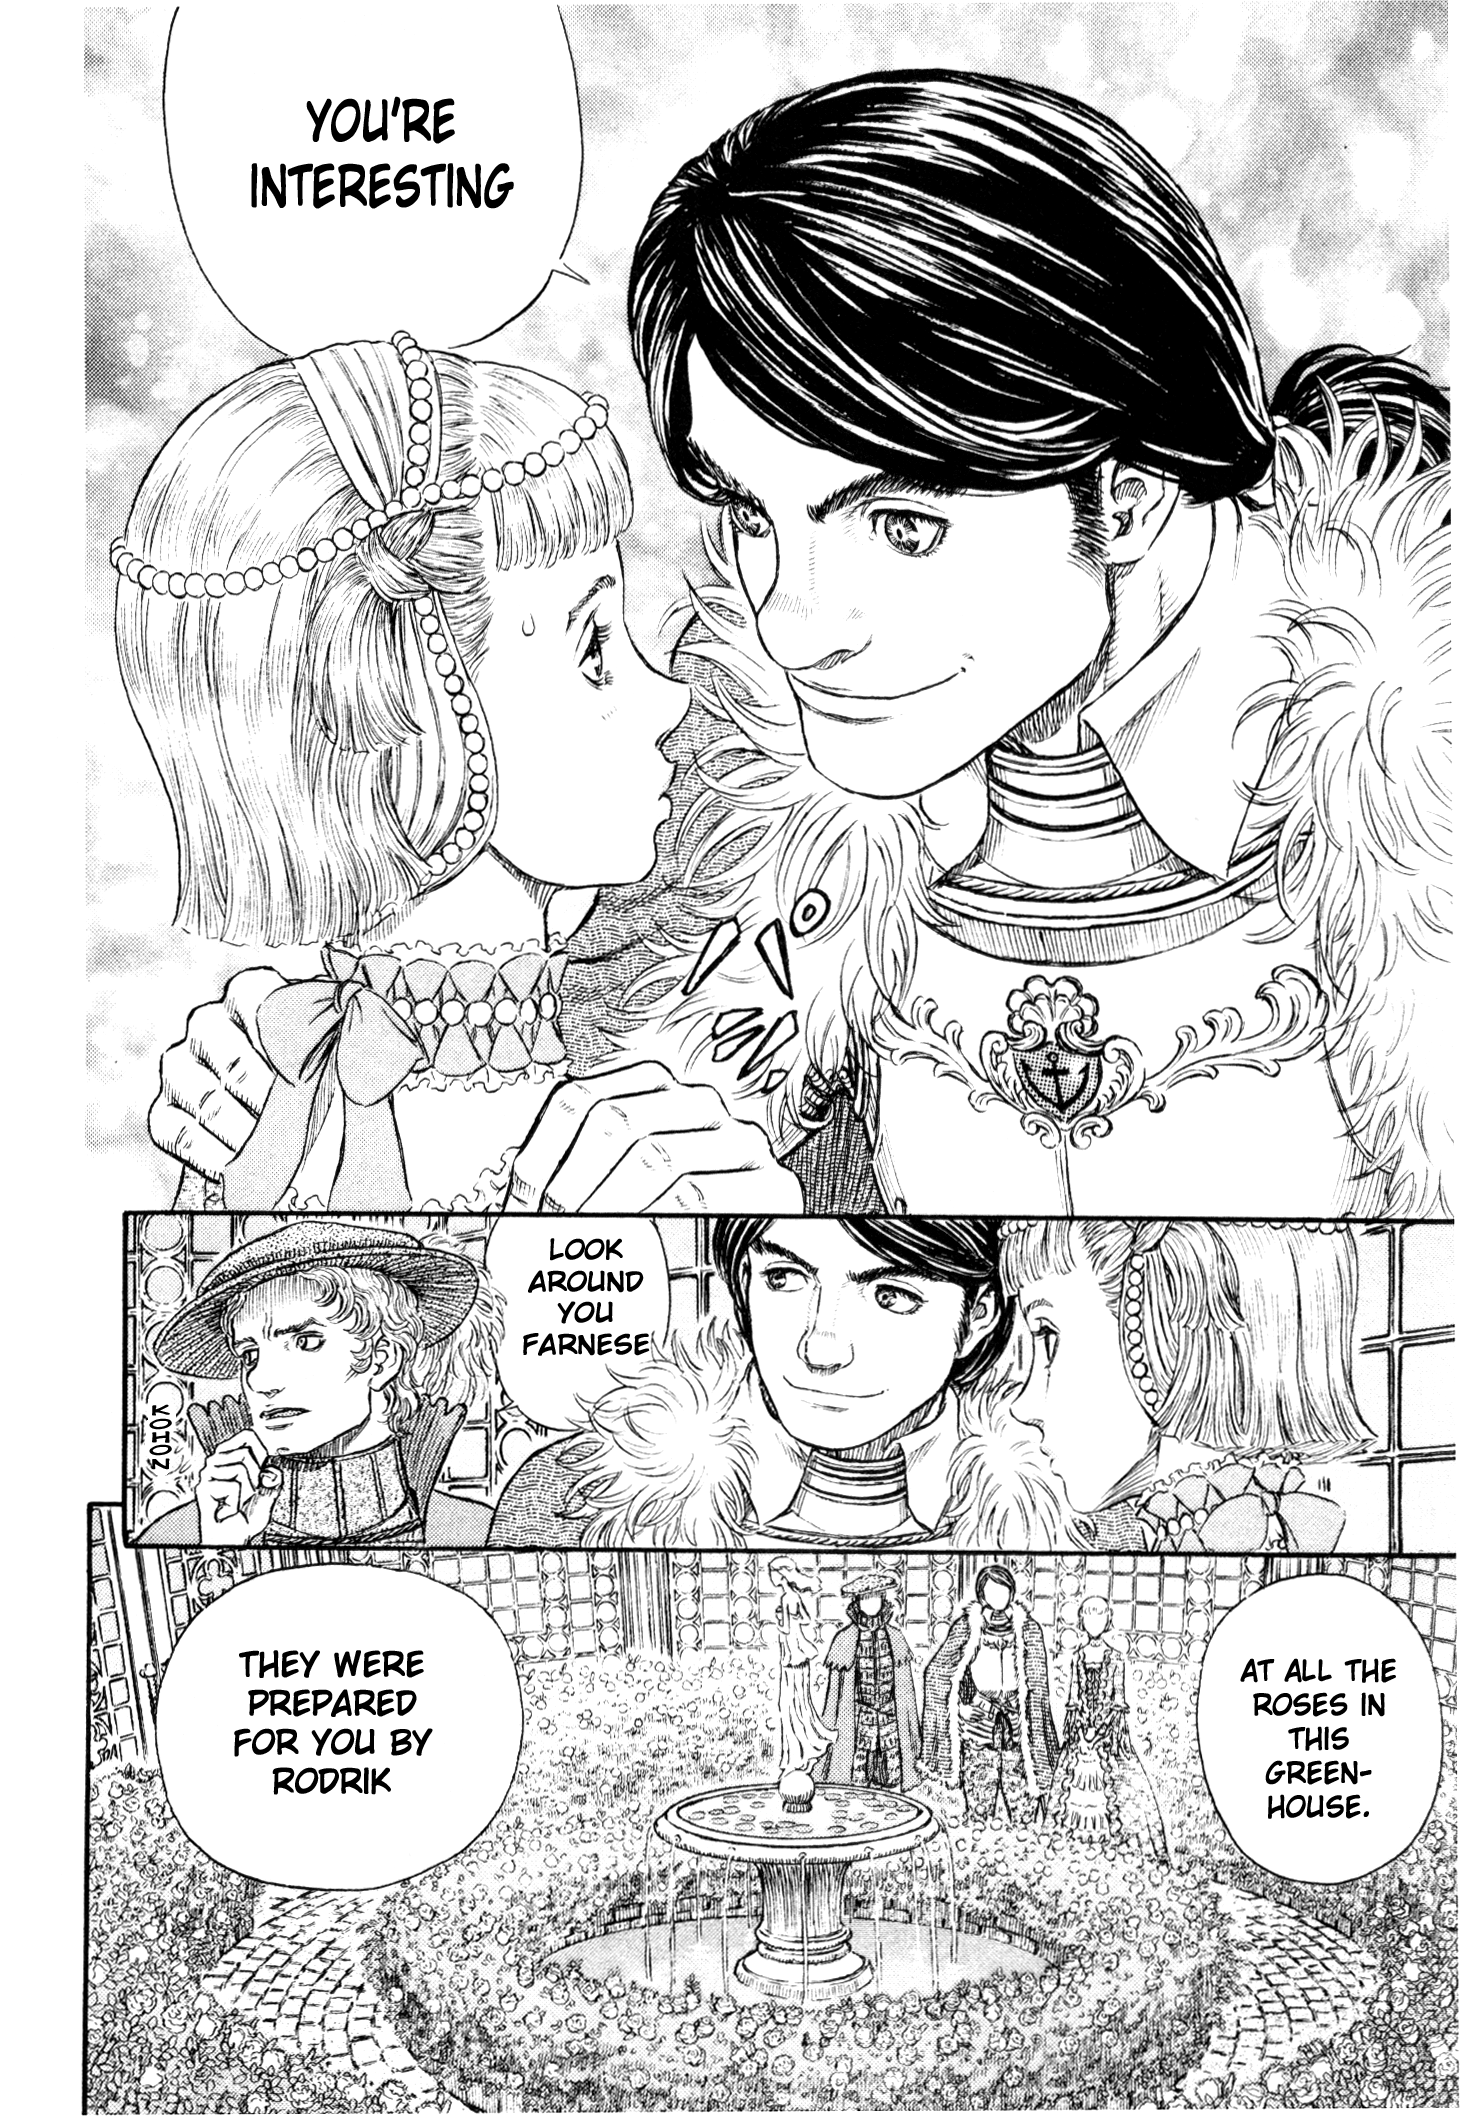 YOU'RE
INTERESTING
LOOK
AROUND
YOU
FARNESE
KOHON
AT ALL THE
ROSES IN
THIS
GREEN-
HOUSE.
THEY WERE
PREPARED
FOR YOU BY
RODRIK